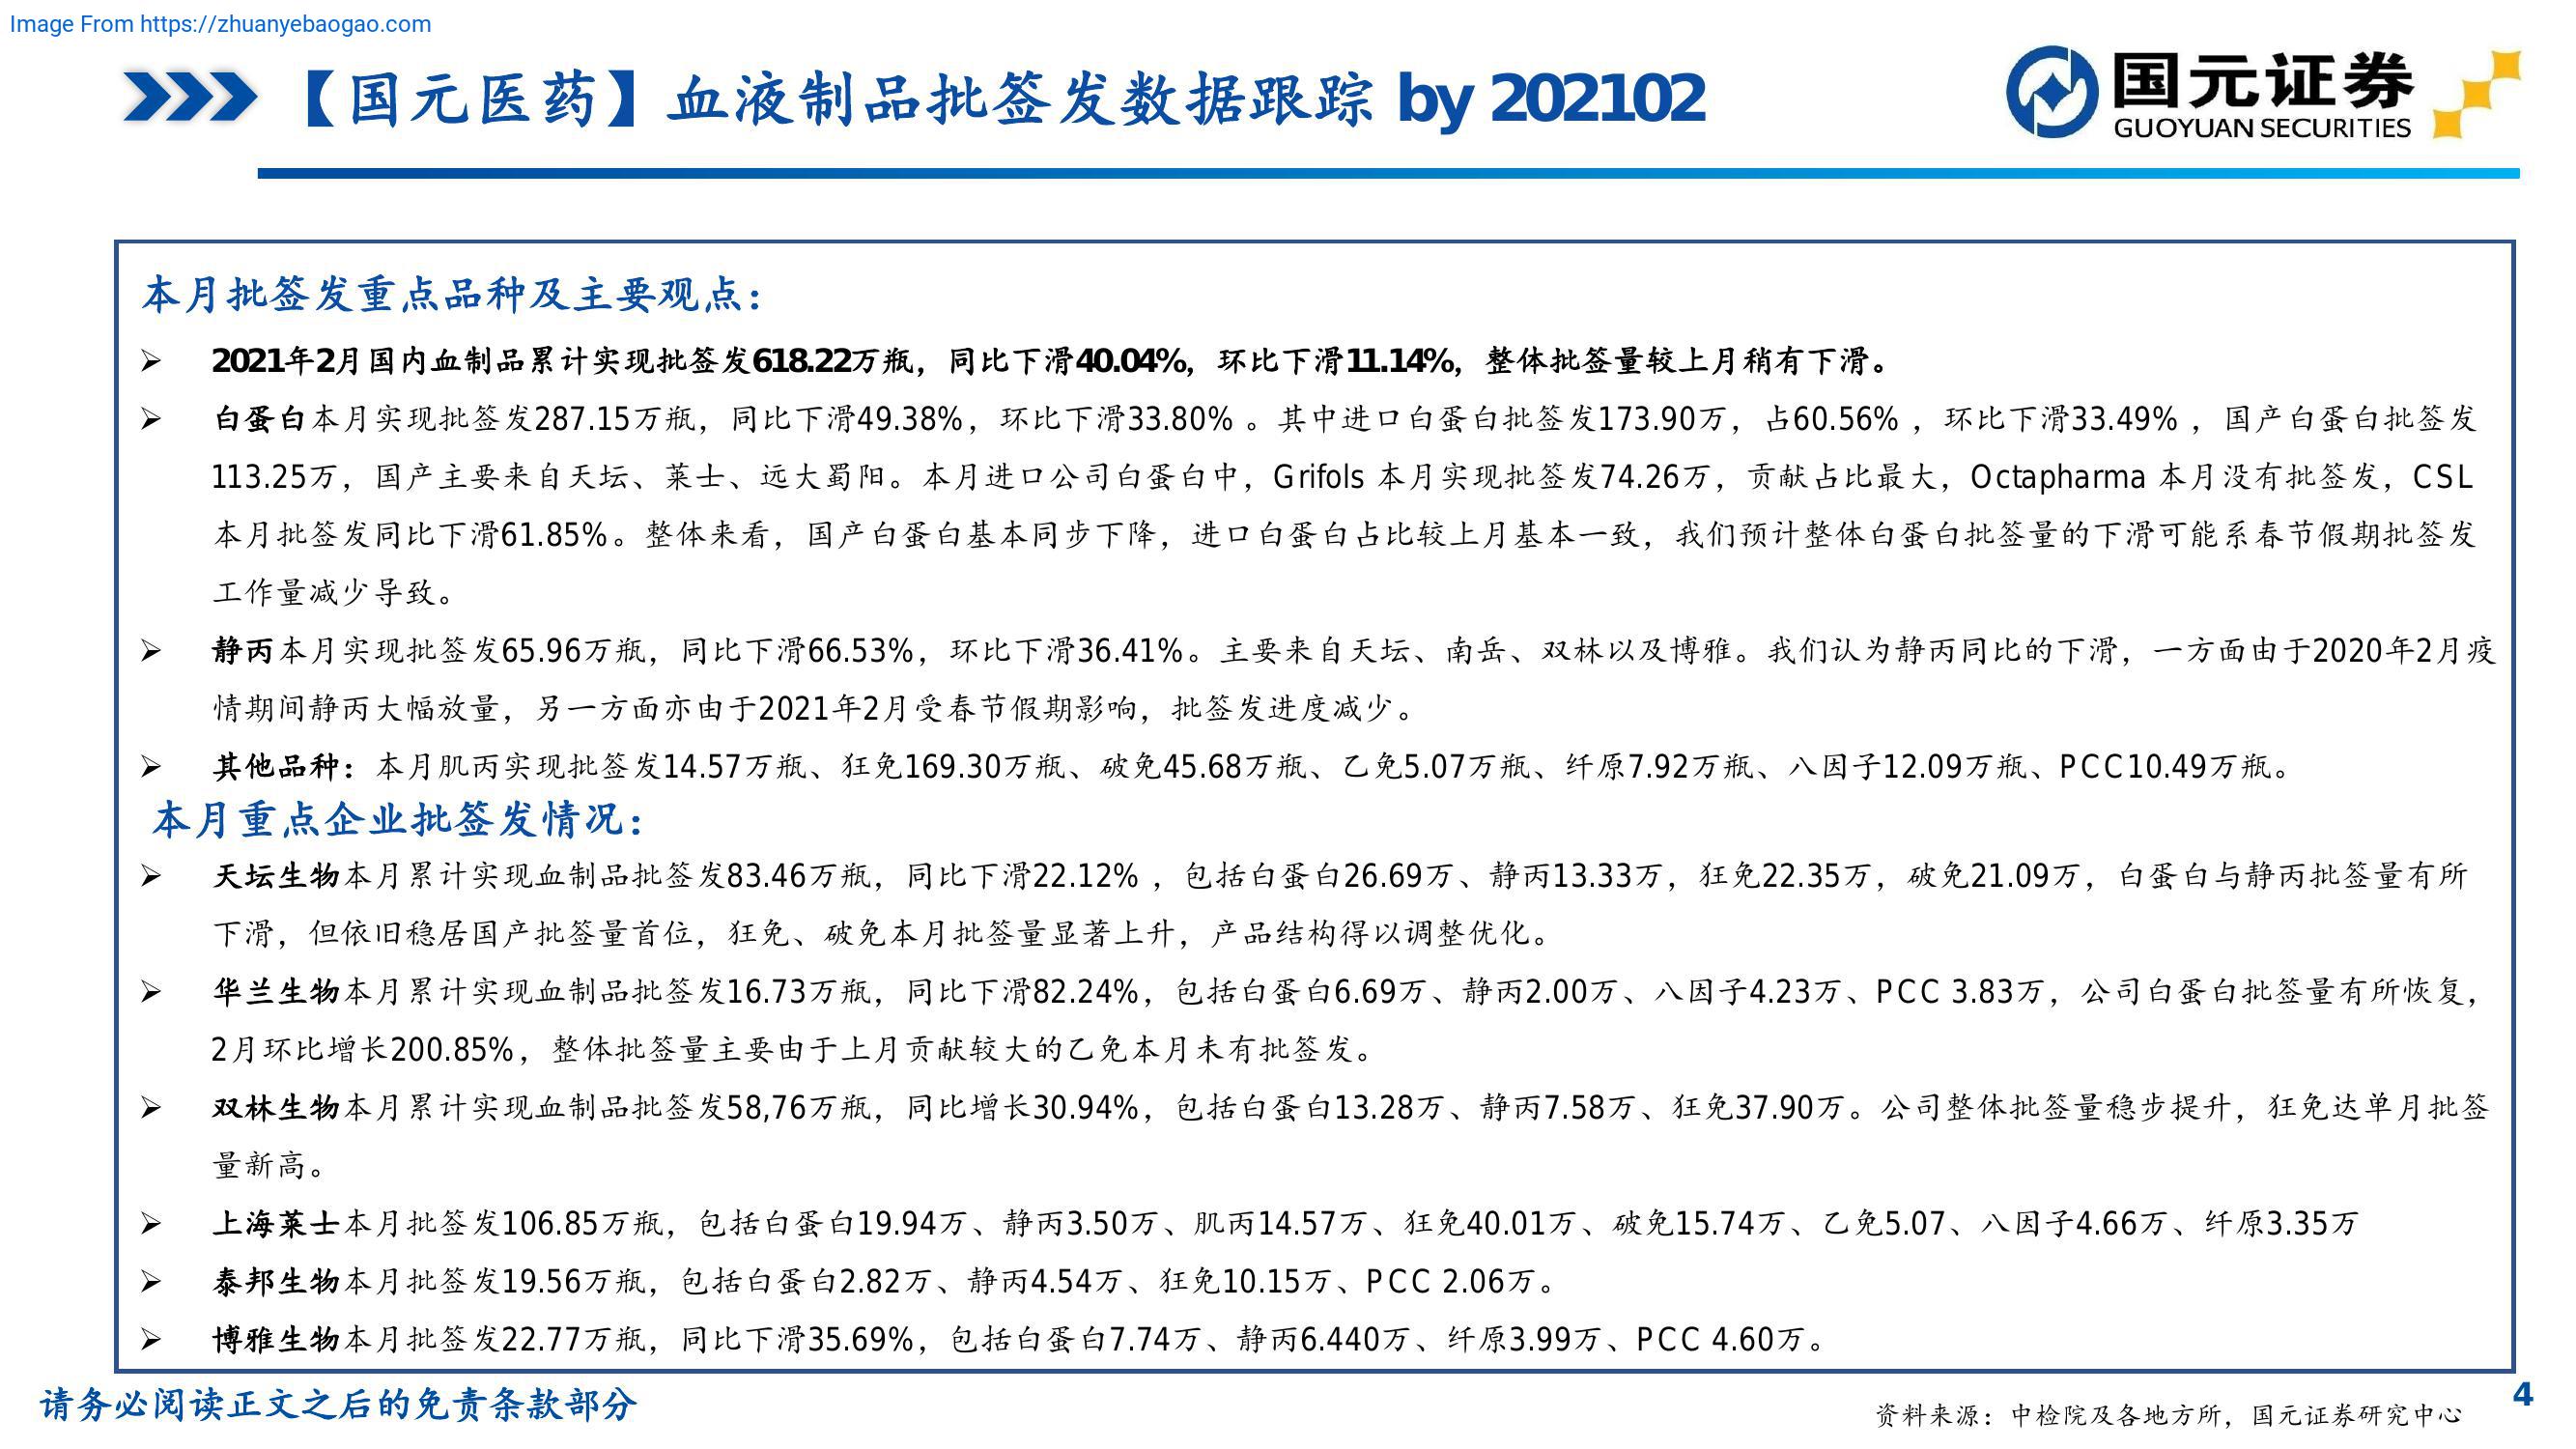 Image From https://zhuanyebaogao.com
【国元医药】血液制品批签发数据跟踪 by 202102
国元证券
GUOYUAN SECURITIES
本月批签发重点品种及主要观点：
➢ 2021年2月国内血制品累计实现批签发618.22万瓶，同比下滑40.04%，环比下滑11.14%，整体批签量较上月稍有下滑。
➢ 白蛋白本月实现批签发287.15万瓶，同比下滑49.38%，环比下滑33.80% 。其中进口白蛋白批签发173.90万，占60.56% ，环比下滑33.49% ，国产白蛋白批签发
113.25万，国产主要来自天坛、莱士、远大蜀阳。本月进口公司白蛋白中，Grifols 本月实现批签发74.26万，贡献占比最大，Octapharma 本月没有批签发，CSL
本月批签发同比下滑61.85%。整体来看，国产白蛋白基本同步下降，进口白蛋白占比较上月基本一致，我们预计整体白蛋白批签量的下滑可能系春节假期批签发
工作量减少导致。
➢ 静丙本月实现批签发65.96万瓶，同比下滑66.53%，环比下滑36.41%。主要来自天坛、南岳、双林以及博雅。我们认为静丙同比的下滑，一方面由于2020年2月疫
情期间静丙大幅放量，另一方面亦由于2021年2月受春节假期影响，批签发进度减少。
➢ 其他品种：本月肌丙实现批签发14.57万瓶、狂免169.30万瓶、破免45.68万瓶、乙免5.07万瓶、纤原7.92万瓶、八因子12.09万瓶、PCC10.49万瓶。
本月重点企业批签发情况：
➢ 天坛生物本月累计实现血制品批签发83.46万瓶，同比下滑22.12% ，包括白蛋白26.69万、静丙13.33万，狂免22.35万，破免21.09万，白蛋白与静丙批签量有所
下滑，但依旧稳居国产批签量首位，狂免、破免本月批签量显著上升，产品结构得以调整优化。
➢ 华兰生物本月累计实现血制品批签发16.73万瓶，同比下滑82.24%，包括白蛋白6.69万、静丙2.00万、八因子4.23万、PCC 3.83万，公司白蛋白批签量有所恢复，
2月环比增长200.85%，整体批签量主要由于上月贡献较大的乙免本月未有批签发。
➢ 双林生物本月累计实现血制品批签发58,76万瓶，同比增长30.94%，包括白蛋白13.28万、静丙7.58万、狂免37.90万。公司整体批签量稳步提升，狂免达单月批签
量新高。
➢ 上海莱士本月批签发106.85万瓶，包括白蛋白19.94万、静丙3.50万、肌丙14.57万、狂免40.01万、破免15.74万、乙免5.07、八因子4.66万、纤原3.35万
➢ 泰邦生物本月批签发19.56万瓶，包括白蛋白2.82万、静丙4.54万、狂免10.15万、PCC 2.06万。
➢ 博雅生物本月批签发22.77万瓶，同比下滑35.69%，包括白蛋白7.74万、静丙6.440万、纤原3.99万、PCC 4.60万。
请务必阅读正文之后的免责条款部分
资料来源：中检院及各地方所，国元证券研究中心
4